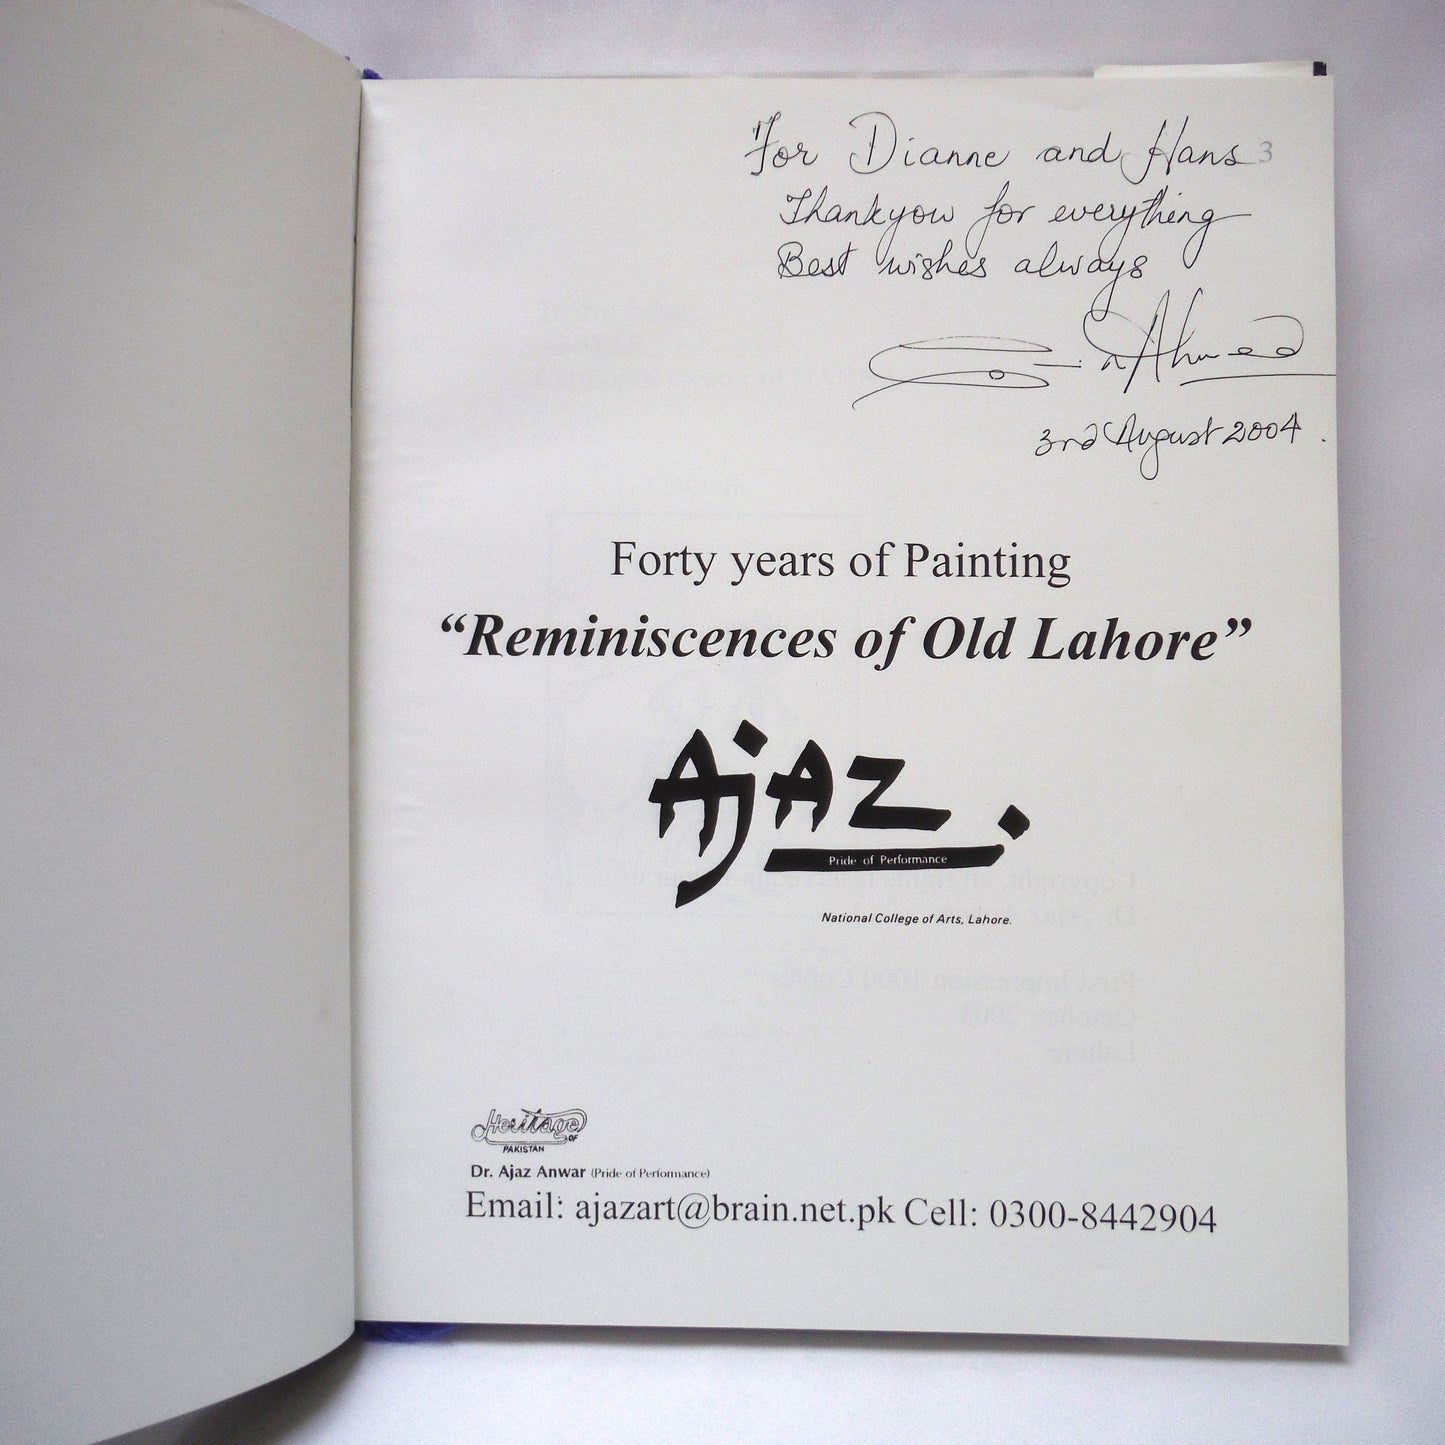 For Dianne and Hans 3
Thankyou for everything
Best wishes always
Ahmed
3rd August 2004.
Forty years of Painting
“Reminiscences of Old Lahore”
AjAZ.
Pride of Performance
National College of Arts, Lahore.
Heritage
OF
PAKISTAN
Dr. Ajaz Anwar (Pride of Performance)
Email: ajazart@brain.net.pk Cell: 0300-8442904